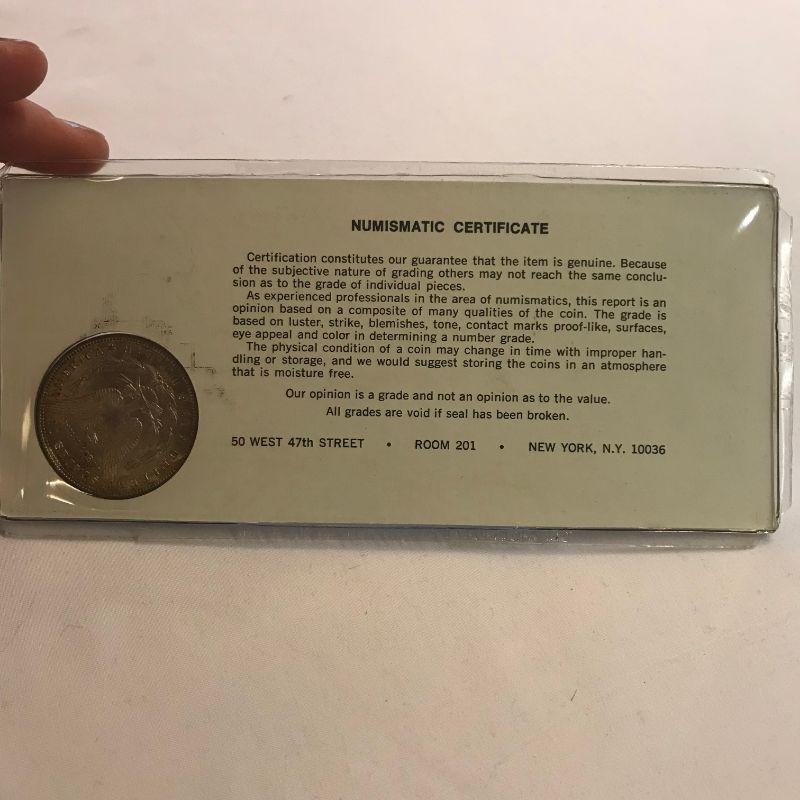 NUMISMATIC CERTIFICATE
Certification constitutes our guarantee that the item is genuine. Because
of the subjective nature of grading others may not reach the same conclu-
sion as to the grade of individual pieces.
As experienced professionals in the area of numismatics, this report is an
opinion based on a composite of many qualities of the coin. The grade is
based on luster, strike, blemishes, tone, contact marks proof-like, surfaces,
eye appeal and color in determining a number grade.
The physical condition of a coin may change in time with improper han-
dling or storage, and we would suggest storing the coins in an atmosphere
that is moisture free.
Our opinion is a grade and not an opinion as to the value.
All grades are void if seal has been broken.
50 WEST 47th STREET • ROOM 201 • NEW YORK, N.Y. 10036